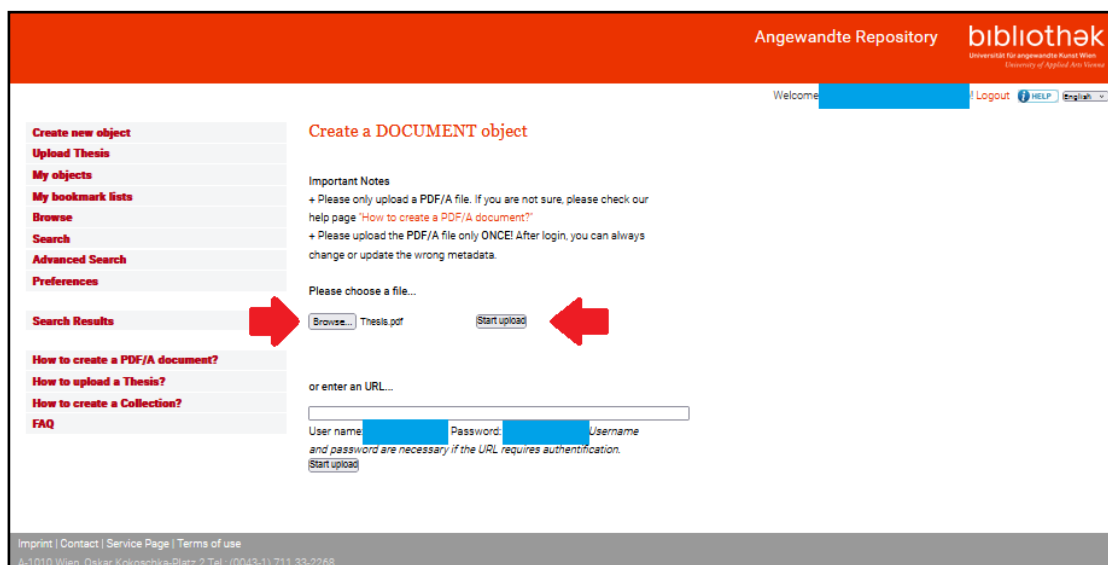 Angewandte Repository
bıblıothək
Universität für angewandte Kunst Wien
University of Applied Arts Vienna
Welcome ! Logout HELP English
Create new object
Upload Thesis
My objects
My bookmark lists
Browse
Search
Advanced Search
Preferences
Search Results
How to create a PDF/A document?
How to upload a Thesis?
How to create a Collection?
FAQ
Create a DOCUMENT object
Important Notes
+ Please only upload a PDF/A file. If you are not sure, please check our
help page "How to create a PDF/A document?"
+ Please upload the PDF/A file only ONCE! After login, you can always
change or update the wrong metadata.
Please choose a file...
Browse... Thesis.pdf Start upload
or enter an URL...
User name: Password: Username
and password are necessary if the URL requires authentification.
Start upload
Imprint | Contact | Service Page | Terms of use
A-1010 Wien, Oskar Kokoschka-Platz 2 Tel.: (0043-1) 711 33-2268